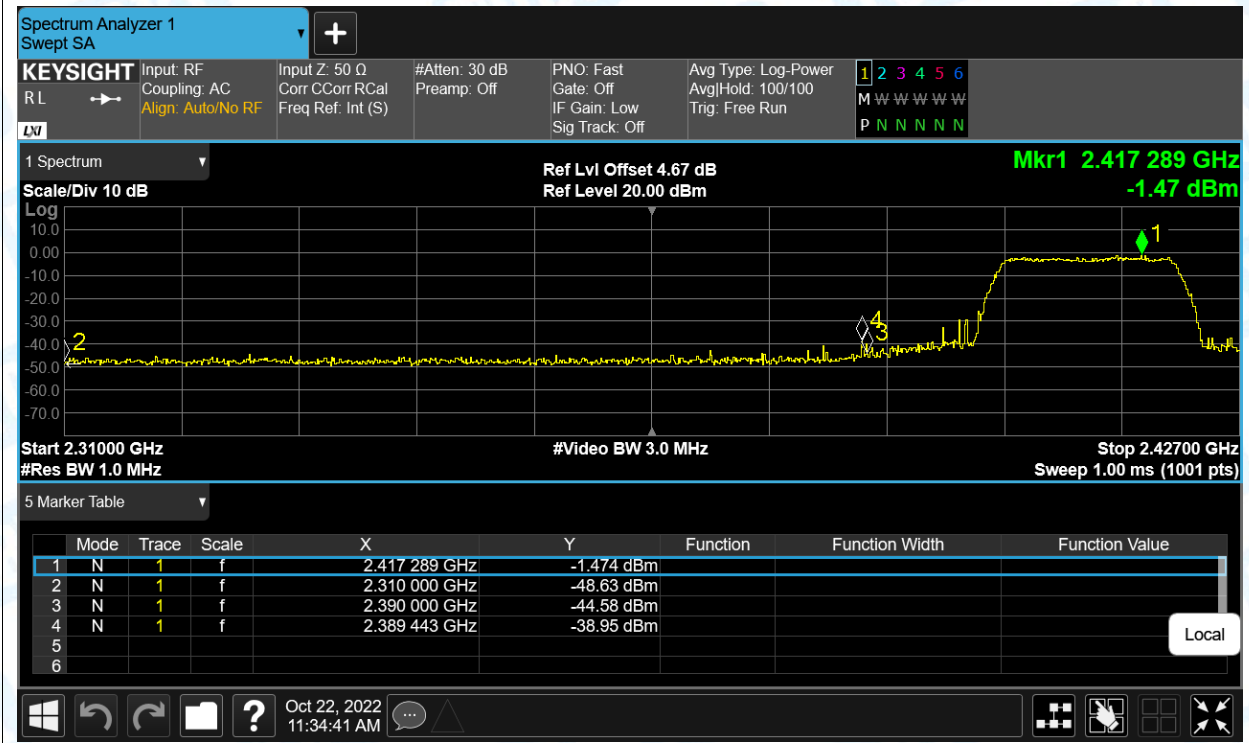 Spectrum Analyzer 1
Swept SA
KEYSIGHT
R L
LXI
Input: RF
Coupling: AC
Align: Auto/No RF
Input Z: 50 Ω
Corr CCorr RCal
Freq Ref: Int (S)
#Atten: 30 dB
Preamp: Off
PNO: Fast
Gate: Off
IF Gain: Low
Sig Track: Off
Avg Type: Log-Power
Avg|Hold: 100/100
Trig: Free Run
1 2 3 4 5 6
M W W W W W
P N N N N N
1 Spectrum
Scale/Div 10 dB
Ref Lvl Offset 4.67 dB
Ref Level 20.00 dBm
Mkr1 2.417 289 GHz
-1.47 dBm
Log
10.0
0.00
-10.0
-20.0
-30.0
-40.0
-50.0
-60.0
-70.0
1
2
4
3
Start 2.31000 GHz
#Res BW 1.0 MHz
#Video BW 3.0 MHz
Stop 2.42700 GHz
Sweep 1.00 ms (1001 pts)
5 Marker Table
Mode Trace Scale X Y Function Function Width Function Value
1 N 1 f 2.417 289 GHz -1.474 dBm
2 N 1 f 2.310 000 GHz -48.63 dBm
3 N 1 f 2.390 000 GHz -44.58 dBm
4 N 1 f 2.389 443 GHz -38.95 dBm
5
6
Local
?
Oct 22, 2022
11:34:41 AM